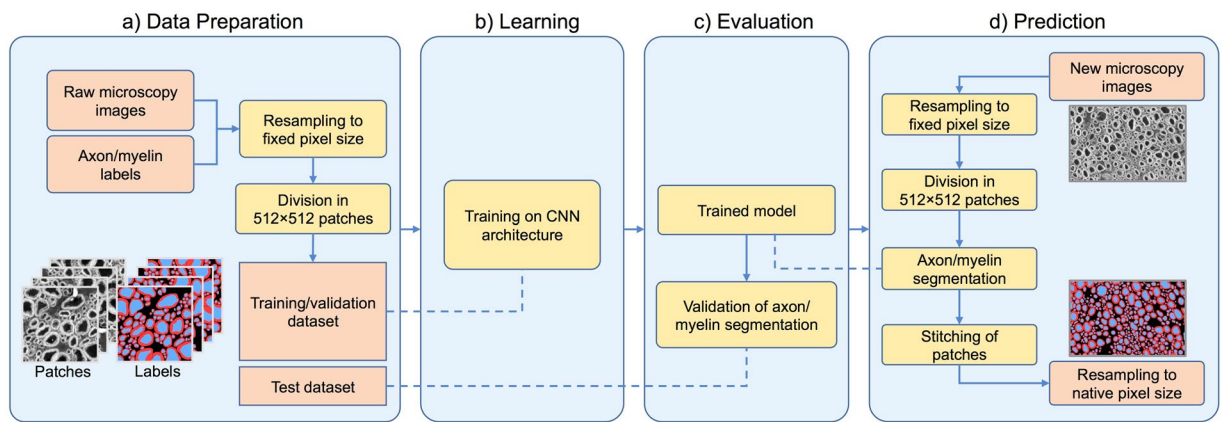 a) Data Preparation
Raw microscopy
images
Axon/myelin
labels
Resampling to
fixed pixel size
Division in
512×512 patches
Training/validation
dataset
Test dataset
Patches
Labels
b) Learning
Training on CNN
architecture
c) Evaluation
Trained model
Validation of axon/
myelin segmentation
d) Prediction
New microscopy
images
Resampling to
fixed pixel size
Division in
512×512 patches
Axon/myelin
segmentation
Stitching of
patches
Resampling to
native pixel size